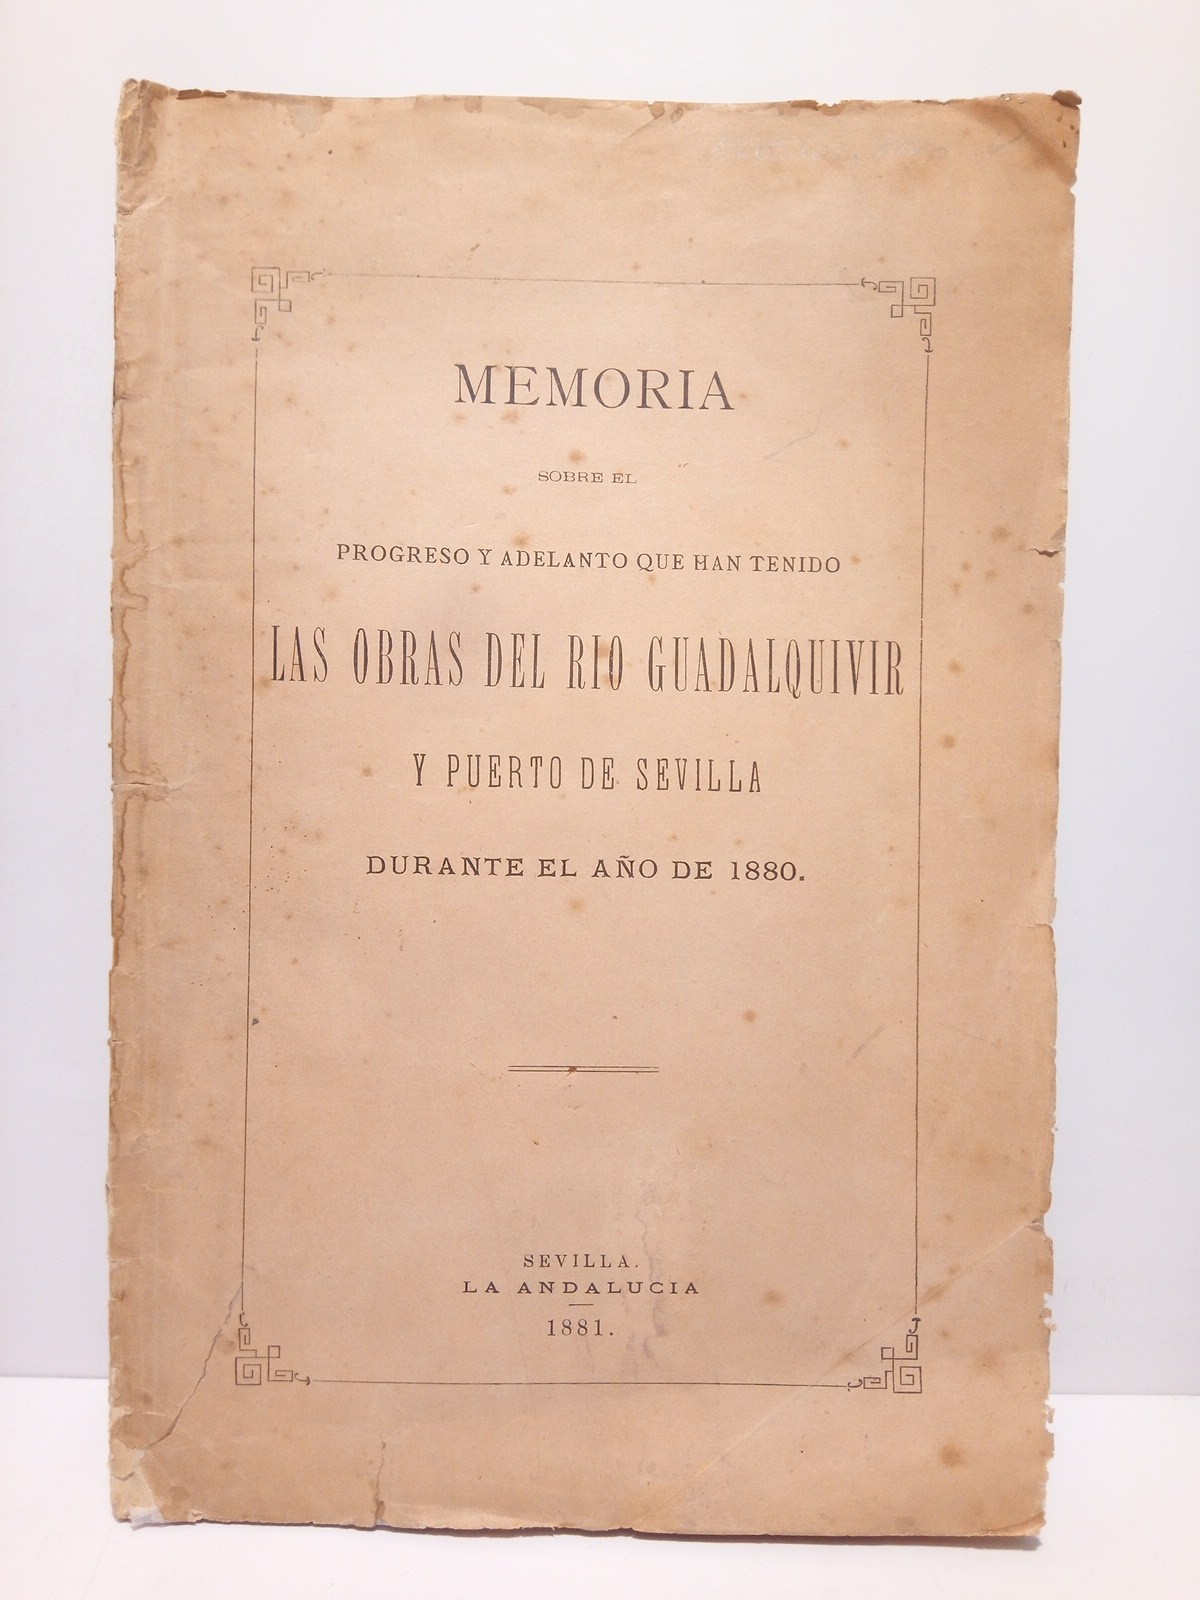 MEMORIA
SOBRE EL
PROGRESO Y ADELANTO QUE HAN TENIDO
LAS OBRAS DEL RIO GUADALQUIVIR
Y PUERTO DE SEVILLA
DURANTE EL AÑO DE 1880.
SEVILLA.
LA ANDALUCIA
1881.